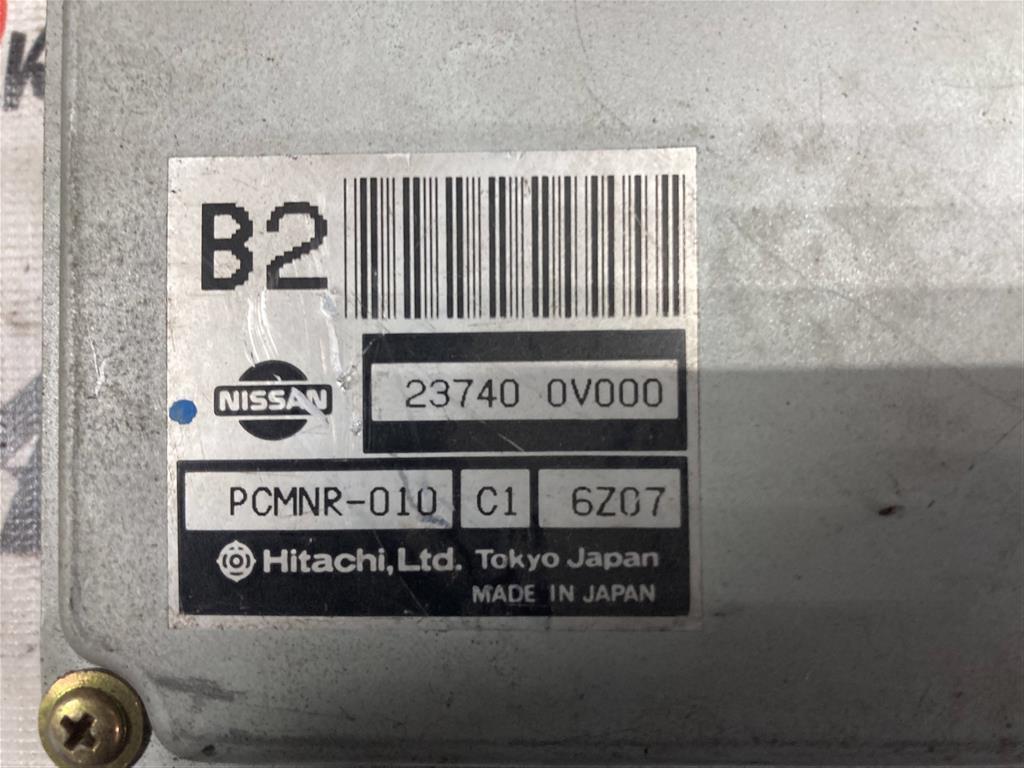 B2
NISSAN
23740 0V000
PCMNR-010 C1 6Z07
Hitachi, Ltd. Tokyo Japan
MADE IN JAPAN
K